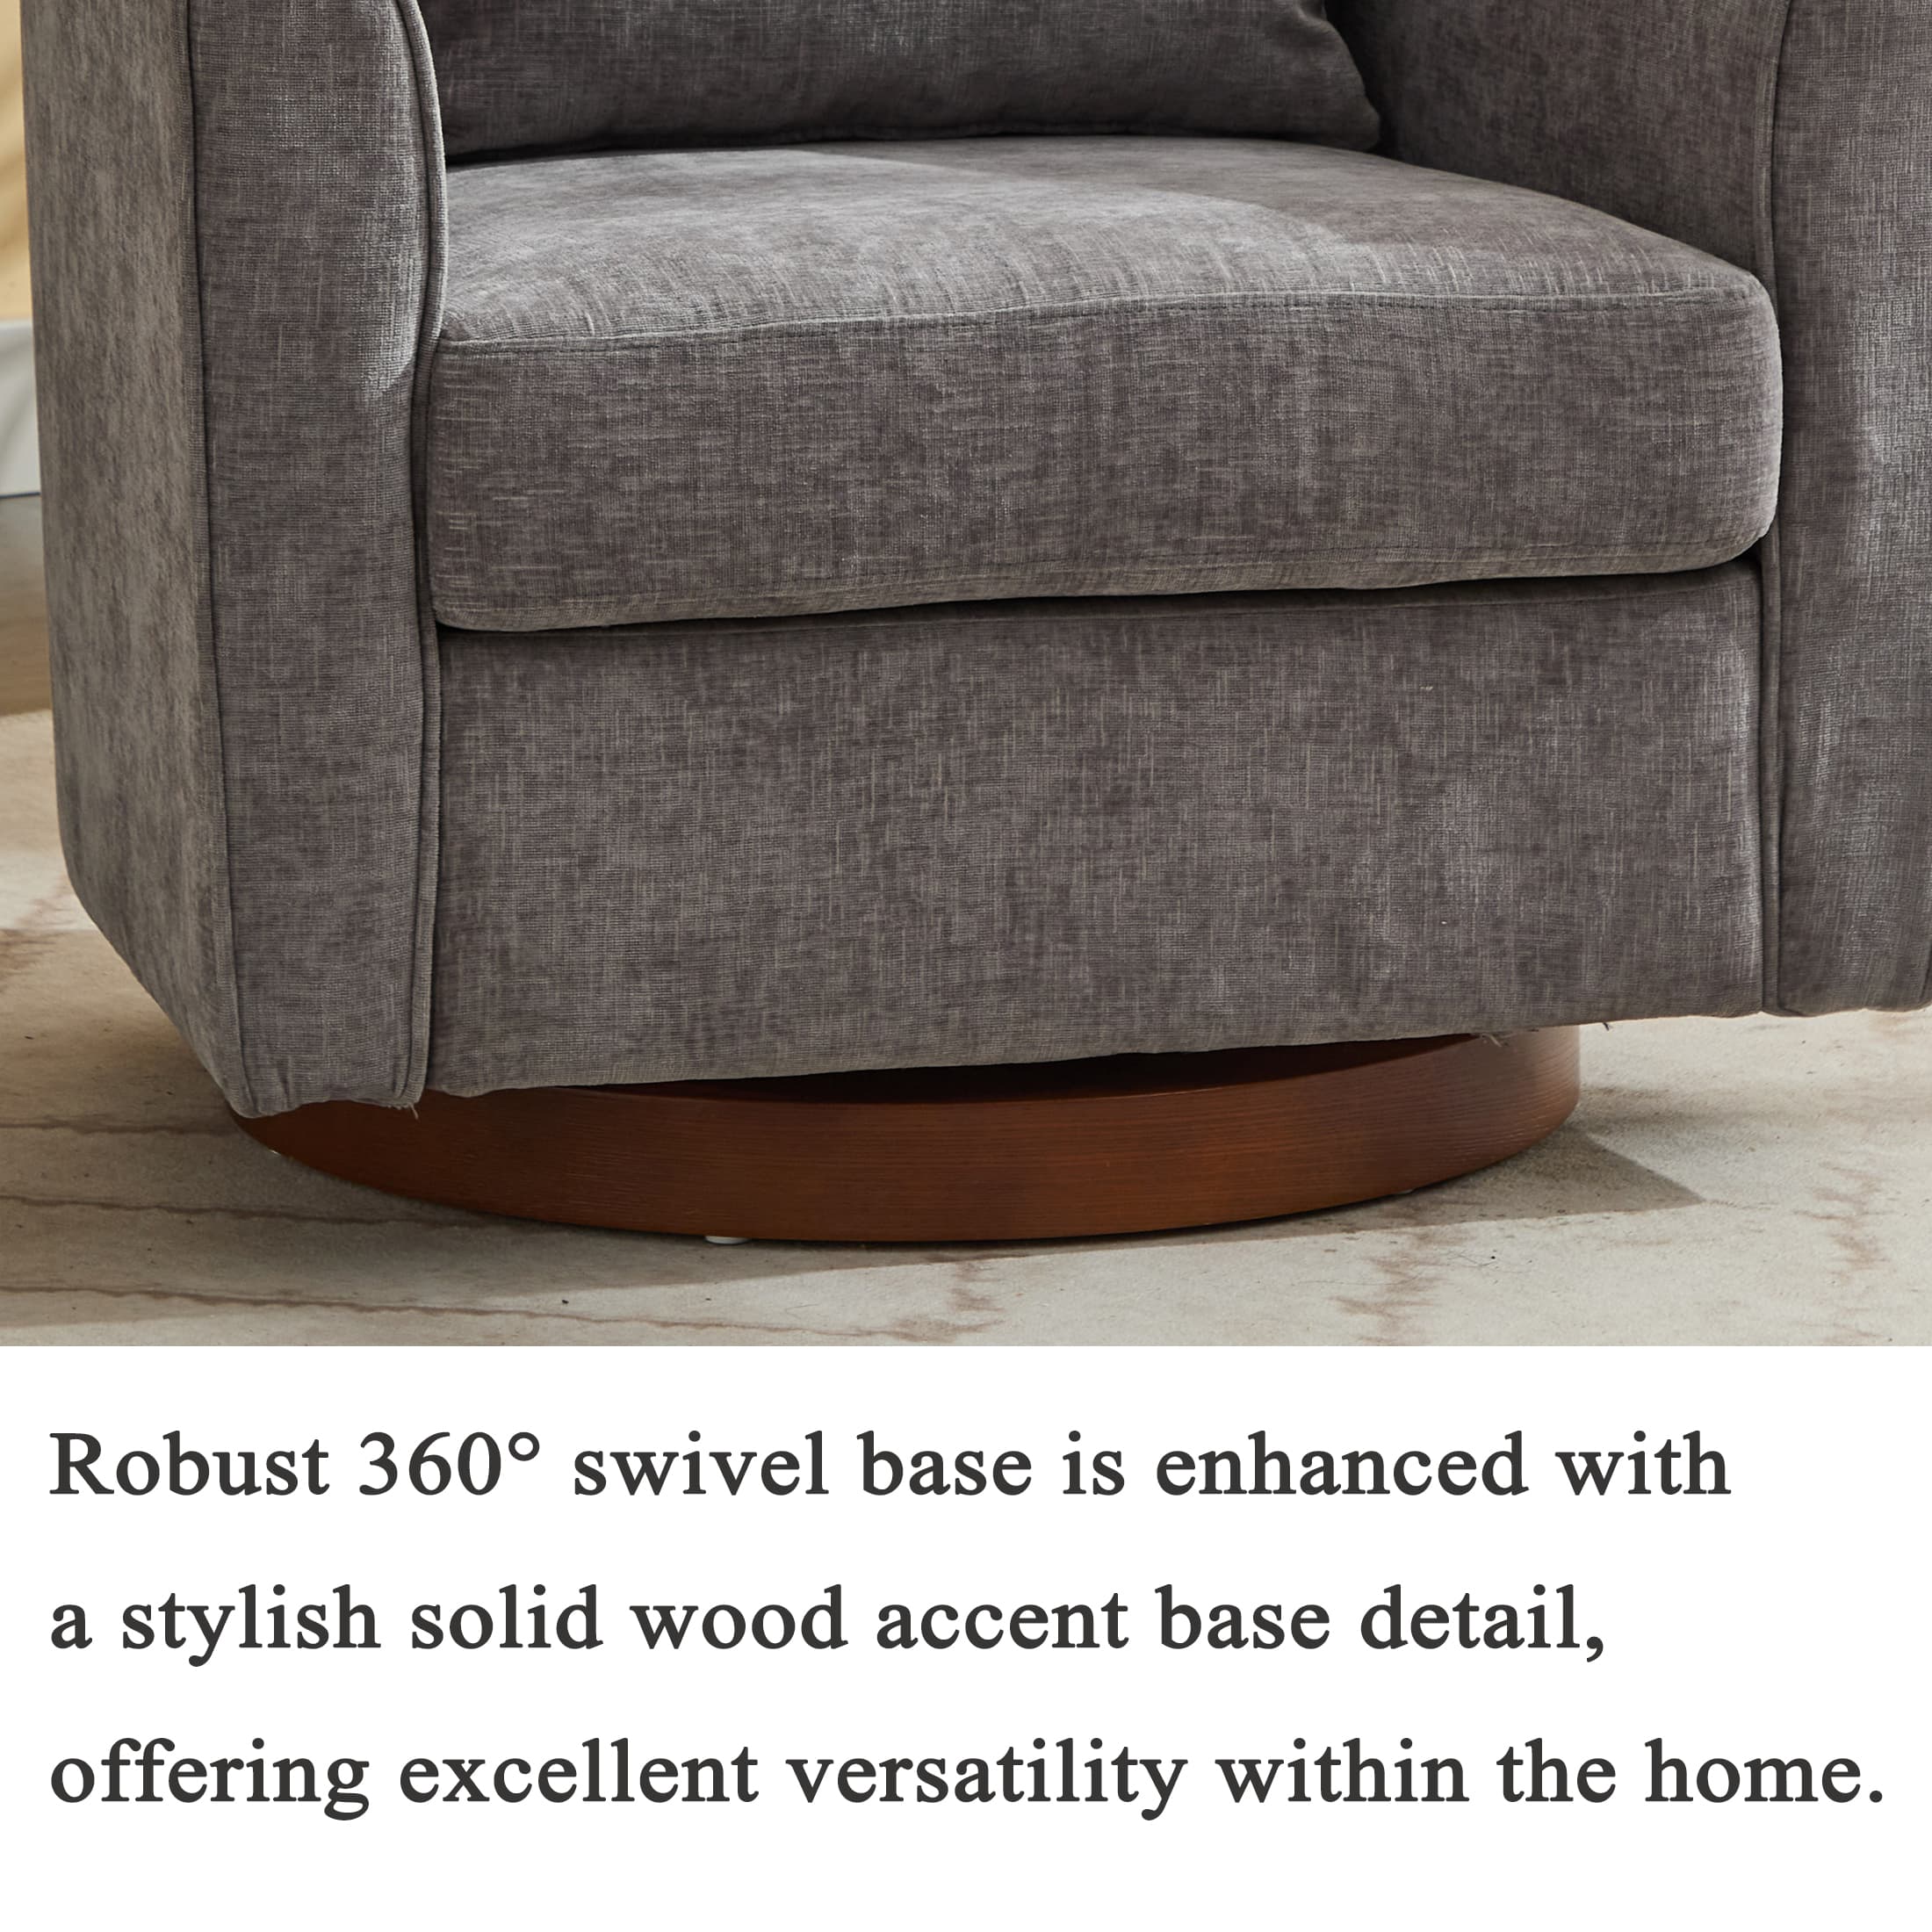 Robust 360° swivel base is enhanced with
a stylish solid wood accent base detail,
offering excellent versatility within the home.